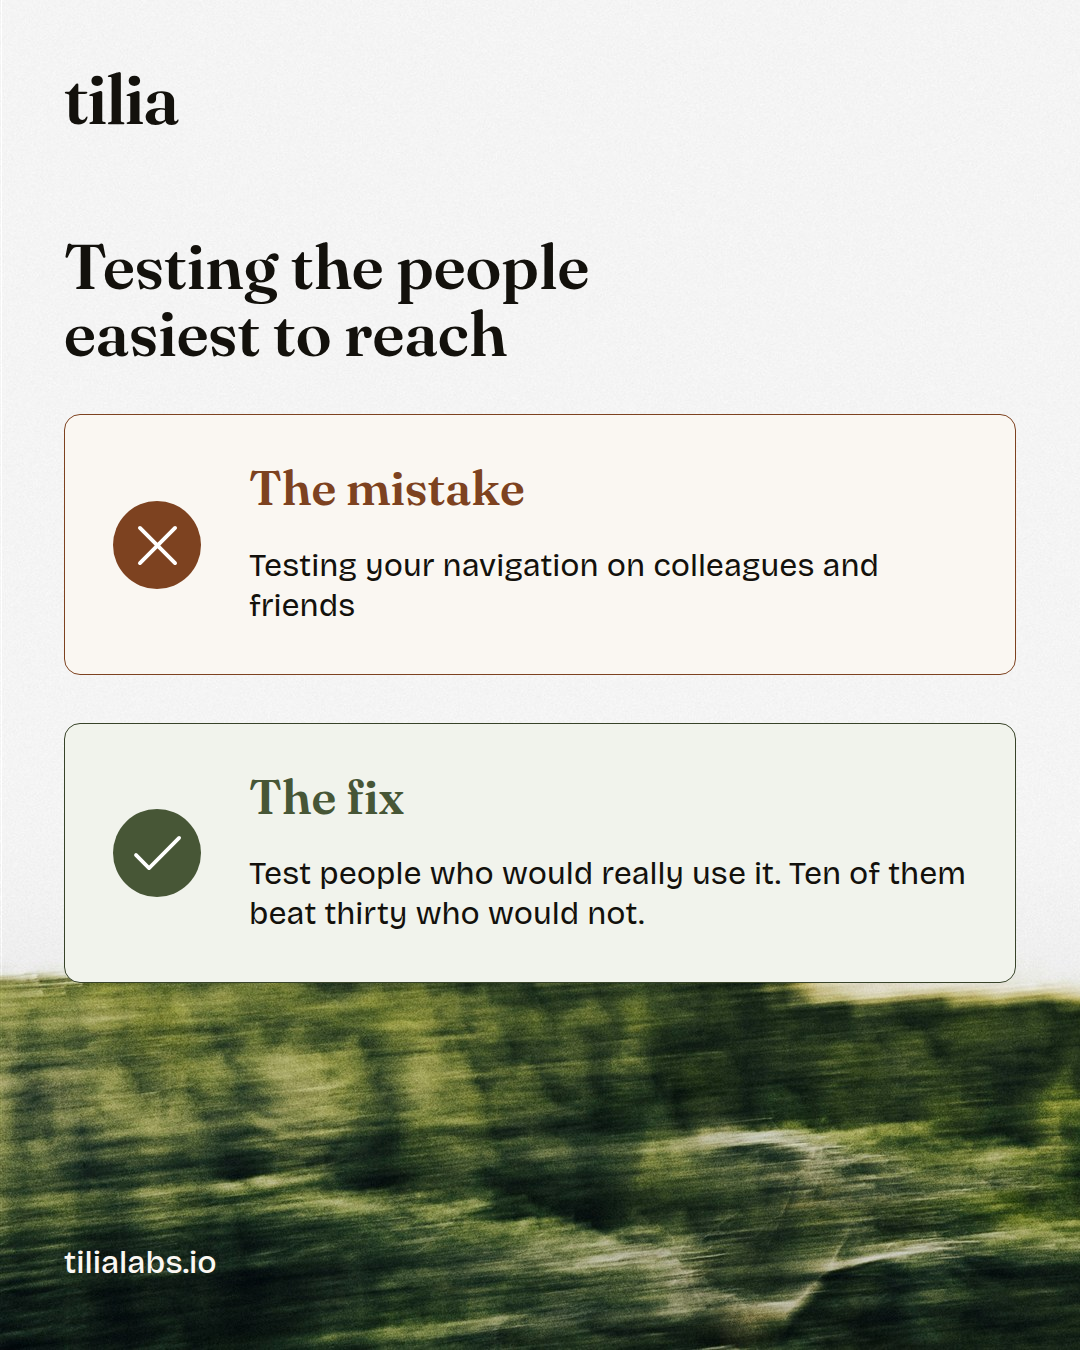 tilia
Testing the people
easiest to reach
The mistake
Testing your navigation on colleagues and
friends
The fix
Test people who would really use it. Ten of them
beat thirty who would not.
tilialabs.io